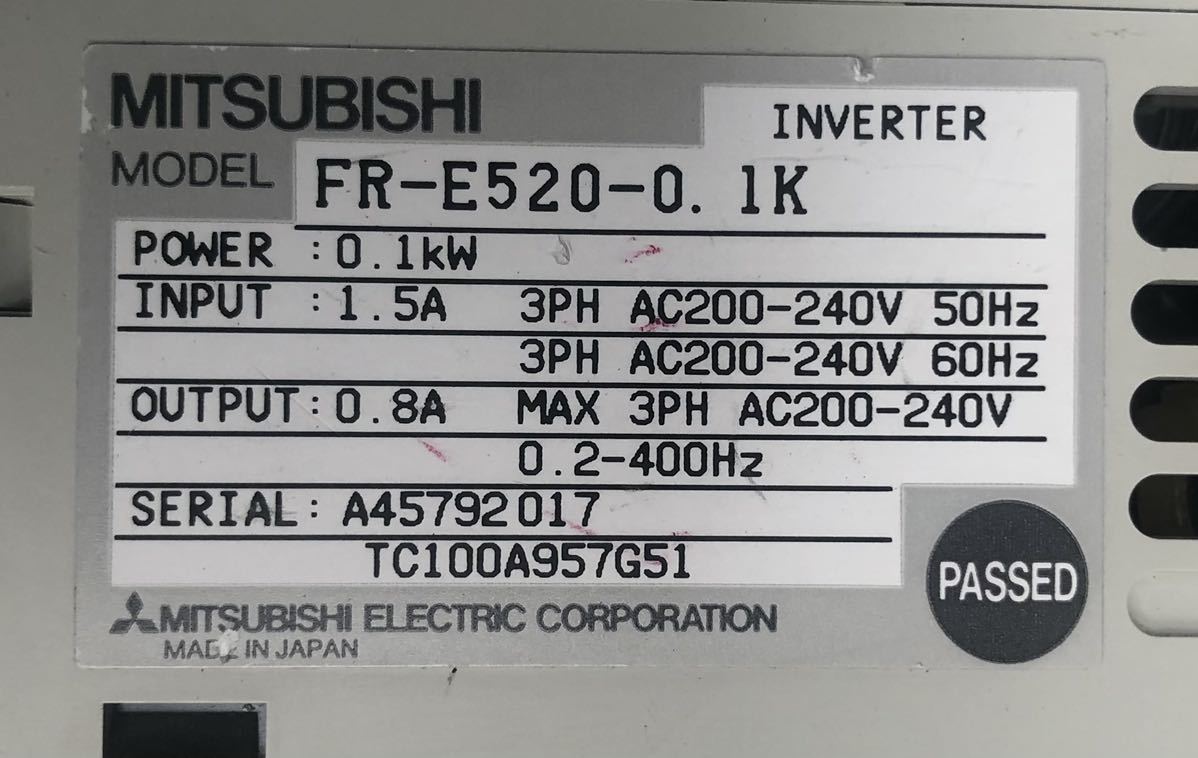 MITSUBISHI
INVERTER
MODEL FR-E520-0.1K
POWER : 0.1kW
INPUT : 1.5A 3PH AC200-240V 50Hz
3PH AC200-240V 60Hz
OUTPUT : 0.8A MAX 3PH AC200-240V
0.2-400Hz
SERIAL : A45792017
TC100A957G51
PASSED
MITSUBISHI ELECTRIC CORPORATION
MADE IN JAPAN